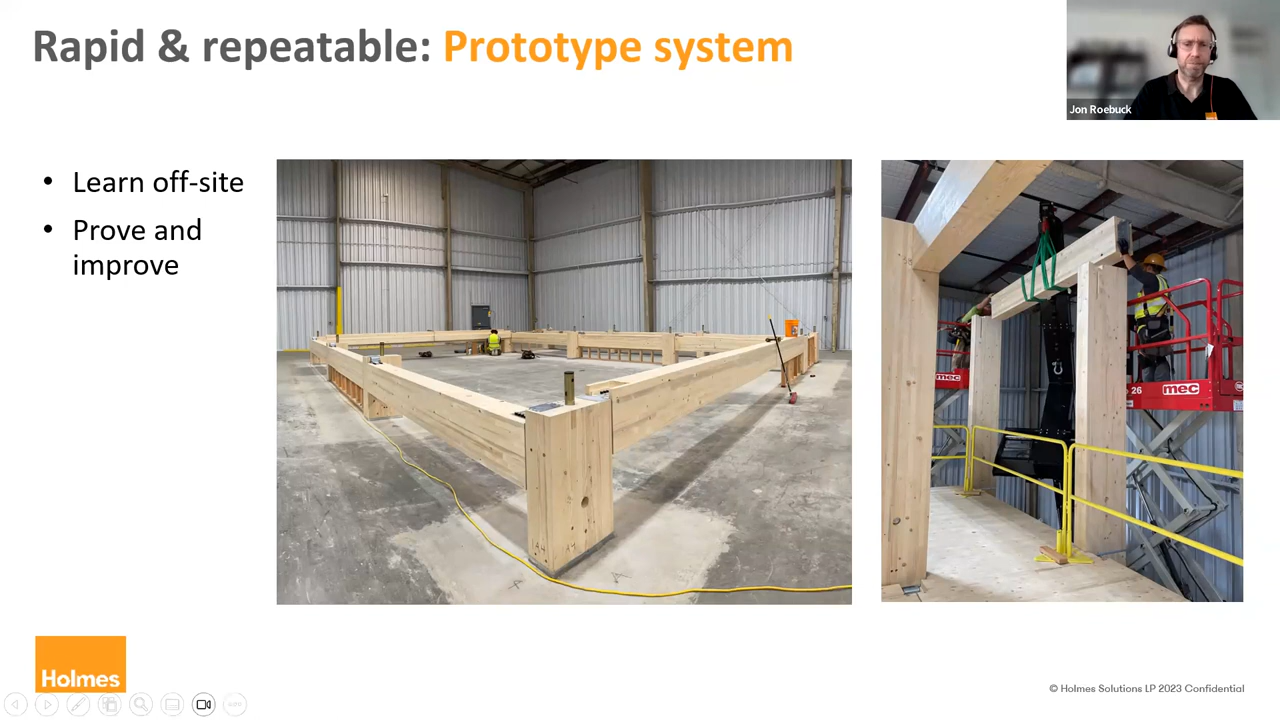 Rapid & repeatable: Prototype system
Jon Roebuck
• Learn off-site
• Prove and
improve
mec
26
mec
Holmes
© Holmes Solutions LP 2023 Confidential